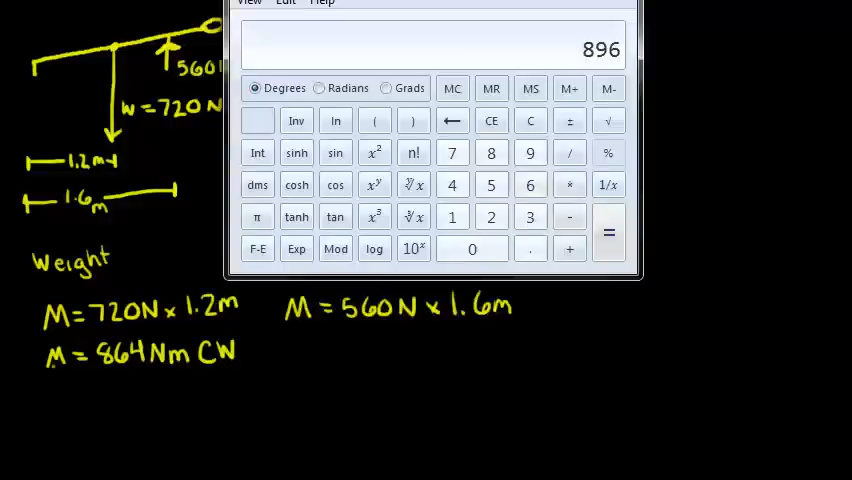 View Edit Help
896
Degrees Radians Grads MC MR MS M+ M-
Inv ln ( ) ← CE C ± √
Int sinh sin x² n! 7 8 9 / %
dms cosh cos xʸ ʸ√x 4 5 6 * 1/x
π tanh tan x³ ³√x 1 2 3 - =
F-E Exp Mod log 10ˣ 0 . +
560
W = 720 N
1.2m
1.6m
Weight
M = 720N x 1.2m
M = 864 Nm CW
M = 560N x 1.6m